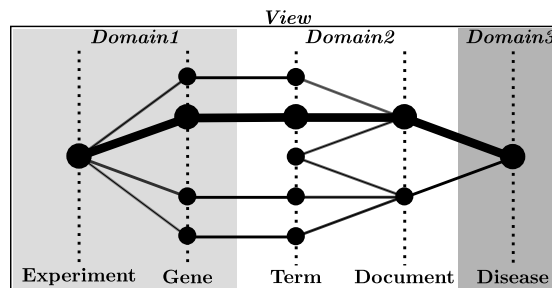 View
Domain1 Domain2 Domain3
Experiment Gene Term Document Disease